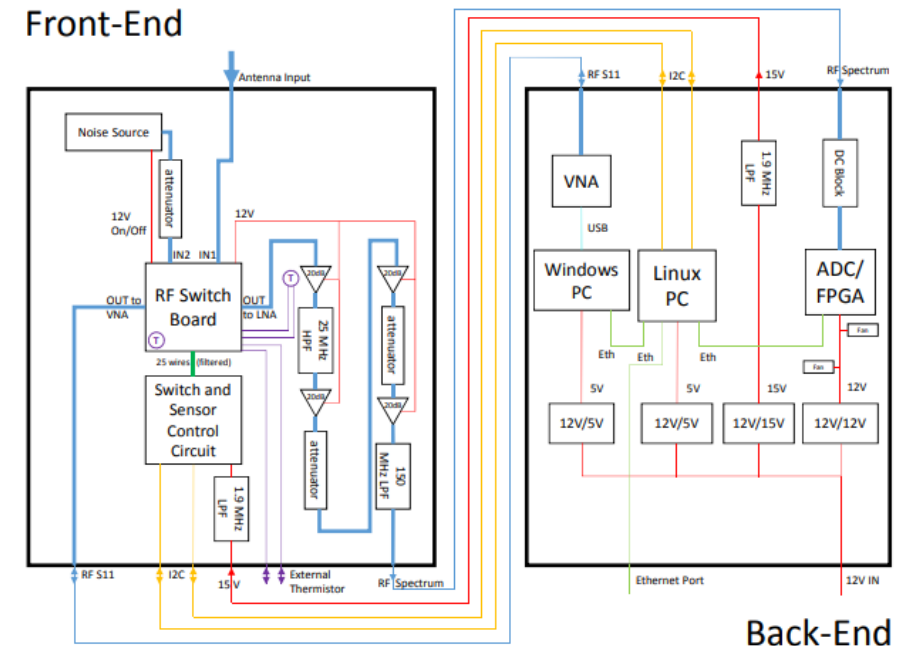 Front-End
Antenna Input
Noise Source
attenuator
12V
On/Off
IN2
IN1
12V
OUT to
VNA
RF Switch
Board
T
OUT
to LNA
T
25 wires
(filtered)
Switch and
Sensor
Control
Circuit
1.9 MHz
LPF
20dB
25 MHz
HPF
20dB
attenuator
20dB
attenuator
20dB
150
MHz LPF
RF S11
I2C
15V
External
Thermistor
RF Spectrum
RF S11
I2C
15V
RF Spectrum
VNA
USB
Windows
PC
Linux
PC
1.9 MHz
LPF
DC Block
ADC/
FPGA
Fan
Fan
Eth
Eth
Eth
5V
5V
15V
12V
12V/5V
12V/5V
12V/15V
12V/12V
Ethernet Port
12V IN
Back-End